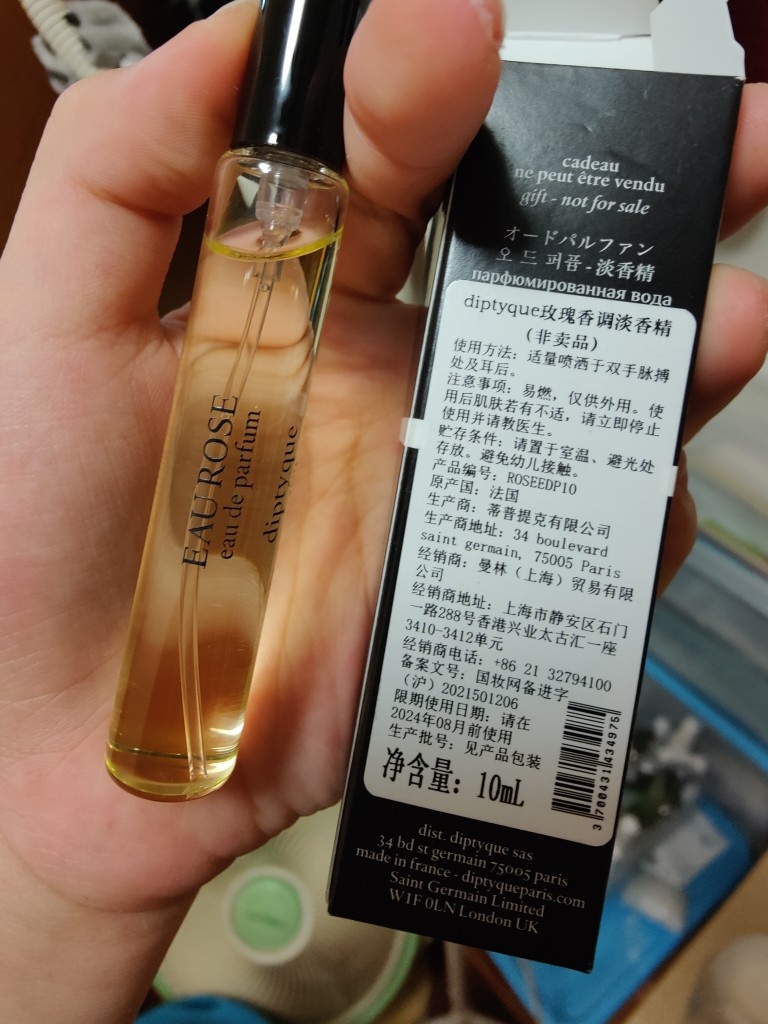 EAU ROSE
eau de parfum
diptyque
cadeau
ne peut être vendu
gift - not for sale
オードパルファン
오 드 퍼퓸 - 淡香精
парфюмированная вода
diptyque玫瑰香调淡香精
(非卖品)
使用方法: 适量喷洒于双手脉搏
处及耳后。
注意事项: 易燃, 仅供外用。使
用后肌肤若有不适, 请立即停止
使用并请教医生。
贮存条件: 请置于室温、避光处
存放。避免幼儿接触。
产品编号: ROSEEDP10
原产国: 法国
生产商: 蒂普提克有限公司
生产商地址: 34 boulevard
saint germain, 75005 Paris
经销商: 曼林（上海）贸易有限
公司
经销商地址: 上海市静安区石门
一路288号香港兴业太古汇一座
3410-3412单元
经销商电话: +86 21 32794100
备案文号: 国妆网备进字
（沪）2021501206
限期使用日期: 请在
2024年08月前使用
生产批号: 见产品包装
净含量: 10mL
3 700431 434975
dist. diptyque sas
34 bd st germain 75005 paris
made in france - diptyqueparis.com
Saint Germain Limited
W1F 0LN London UK